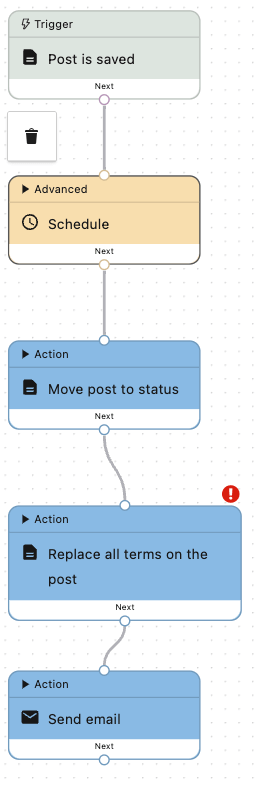 Trigger
Post is saved
Next
Advanced
Schedule
Next
Action
Move post to status
Next
Action
Replace all terms on the
post
Next
Action
Send email
Next